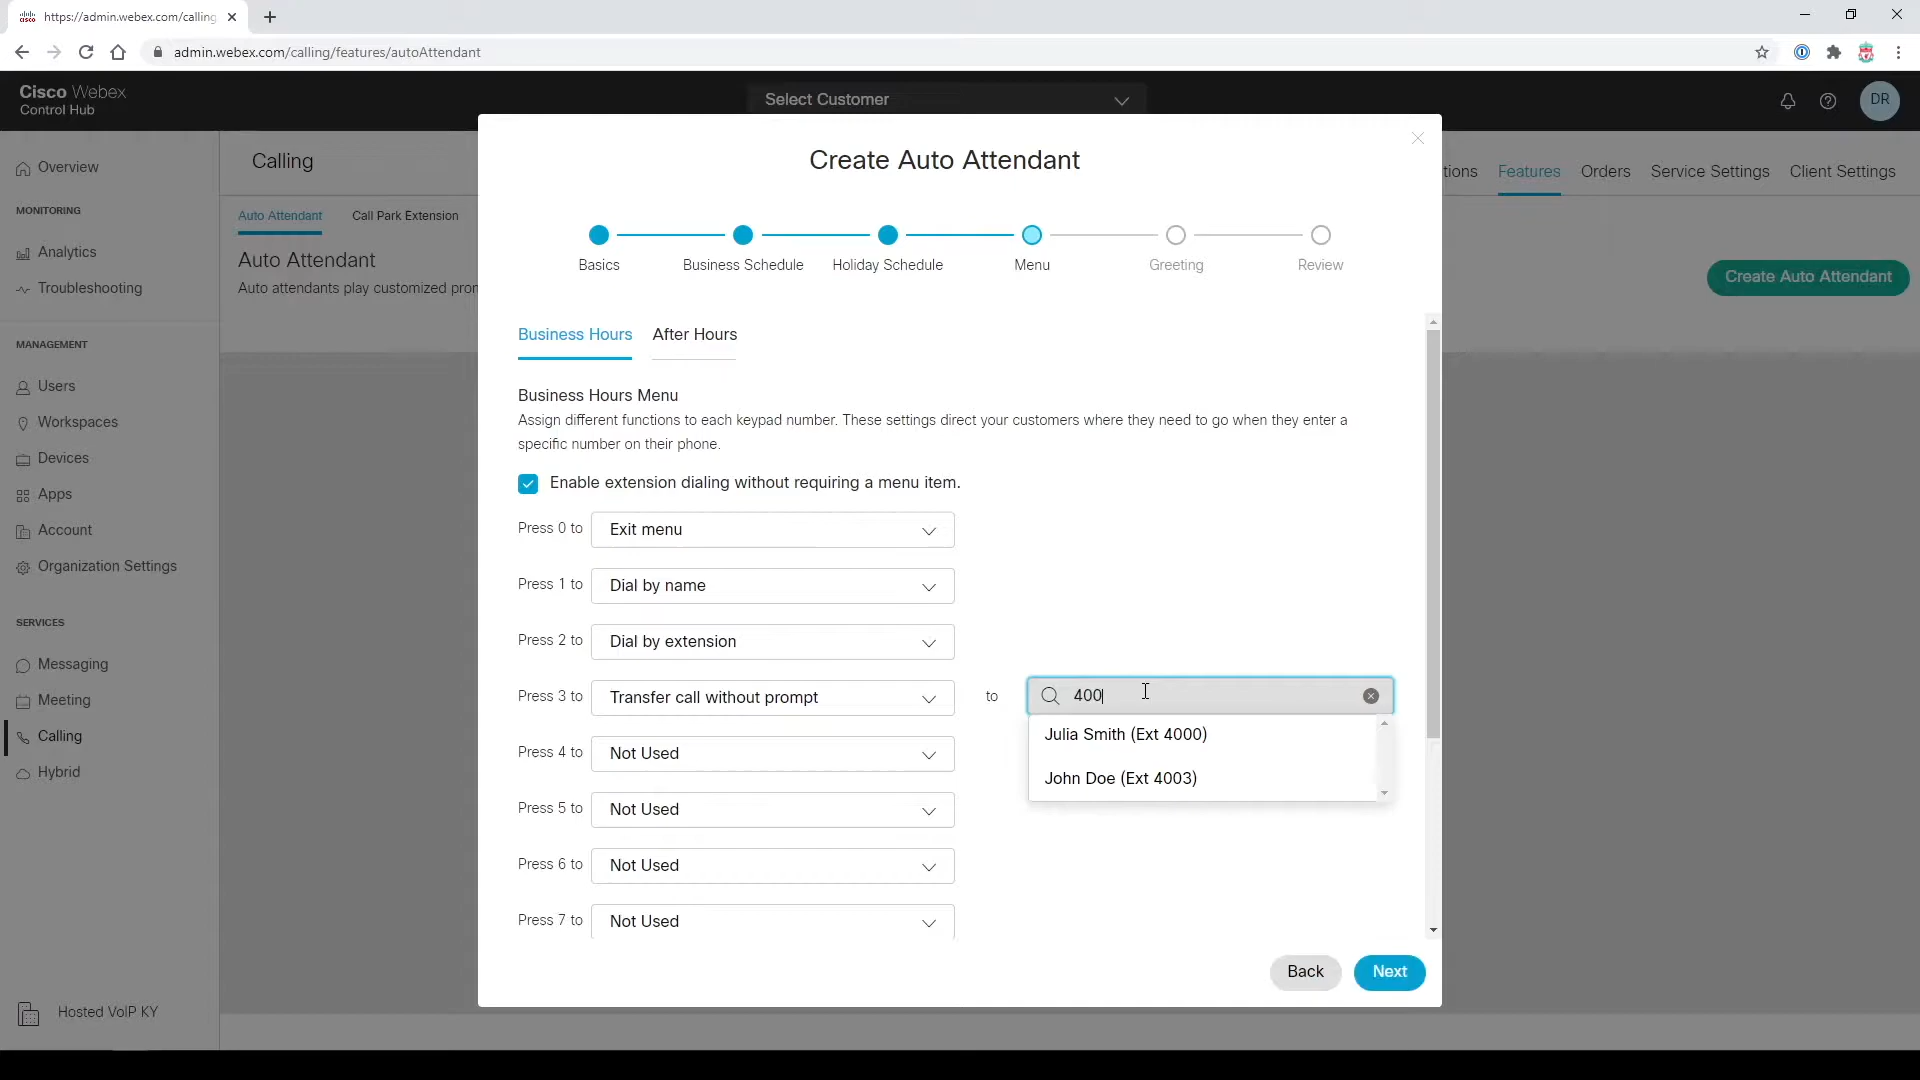 https://admin.webex.com/calling
admin.webex.com/calling/features/autoAttendant
Cisco Webex
Control Hub
Select Customer
DR
Overview
MONITORING
Analytics
Troubleshooting
MANAGEMENT
Users
Workspaces
Devices
Apps
Account
Organization Settings
SERVICES
Messaging
Meeting
Calling
Hybrid
Hosted VoIP KY
Calling
tions Features Orders Service Settings Client Settings
Auto Attendant Call Park Extension
Auto Attendant
Auto attendants play customized pron
Create Auto Attendant
Create Auto Attendant
Basics Business Schedule Holiday Schedule Menu Greeting Review
Business Hours After Hours
Business Hours Menu
Assign different functions to each keypad number. These settings direct your customers where they need to go when they enter a
specific number on their phone.
Enable extension dialing without requiring a menu item.
Press 0 to Exit menu
Press 1 to Dial by name
Press 2 to Dial by extension
Press 3 to Transfer call without prompt to 400
Julia Smith (Ext 4000)
John Doe (Ext 4003)
Press 4 to Not Used
Press 5 to Not Used
Press 6 to Not Used
Press 7 to Not Used
Back Next